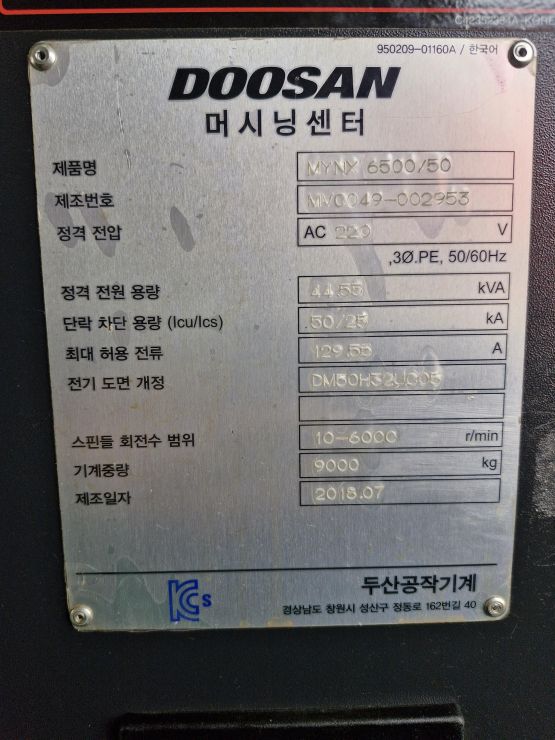 950209-01160A / 한국어
DOOSAN
머시닝센터
제품명 MYNX 6500/50
제조번호 MV0049-002953
정격 전압 AC 220 V
,3Ø.PE, 50/60Hz
정격 전원 용량 44.55 kVA
단락 차단 용량 (Icu/Ics) 50/25 kA
최대 허용 전류 129.55 A
전기 도면 개정
스핀들 회전수 범위 10-6000 r/min
기계중량 9000 kg
제조일자 2018.07
두산공작기계
경상남도 창원시 성산구 정동로 162번길 40
KCs